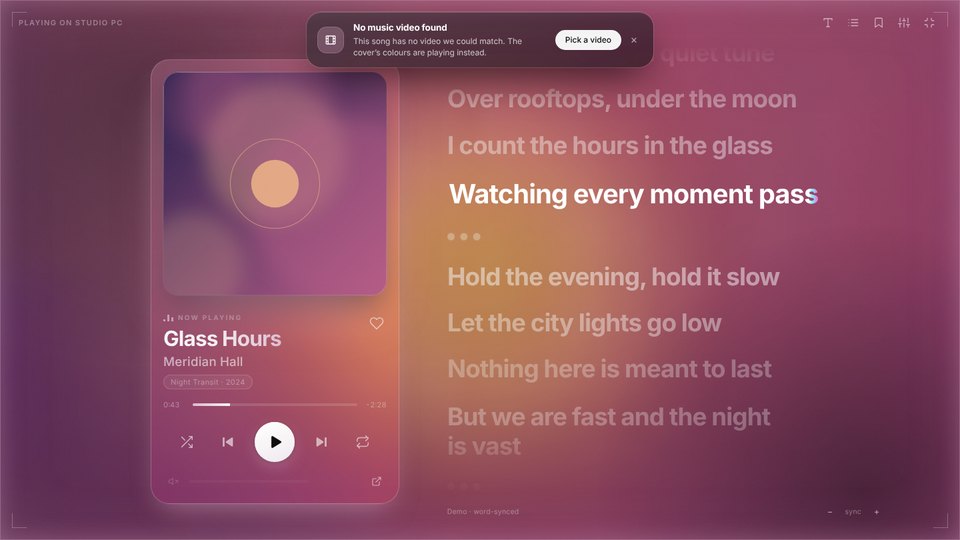 PLAYING ON STUDIO PC
No music video found
This song has no video we could match. The
cover's colours are playing instead.
Pick a video
quiet tune
Over rooftops, under the moon
I count the hours in the glass
Watching every moment pass
Hold the evening, hold it slow
Let the city lights go low
Nothing here is meant to last
But we are fast and the night
is vast
NOW PLAYING
Glass Hours
Meridian Hall
Night Transit · 2024
0:43
-2:28
Demo · word-synced
− sync +